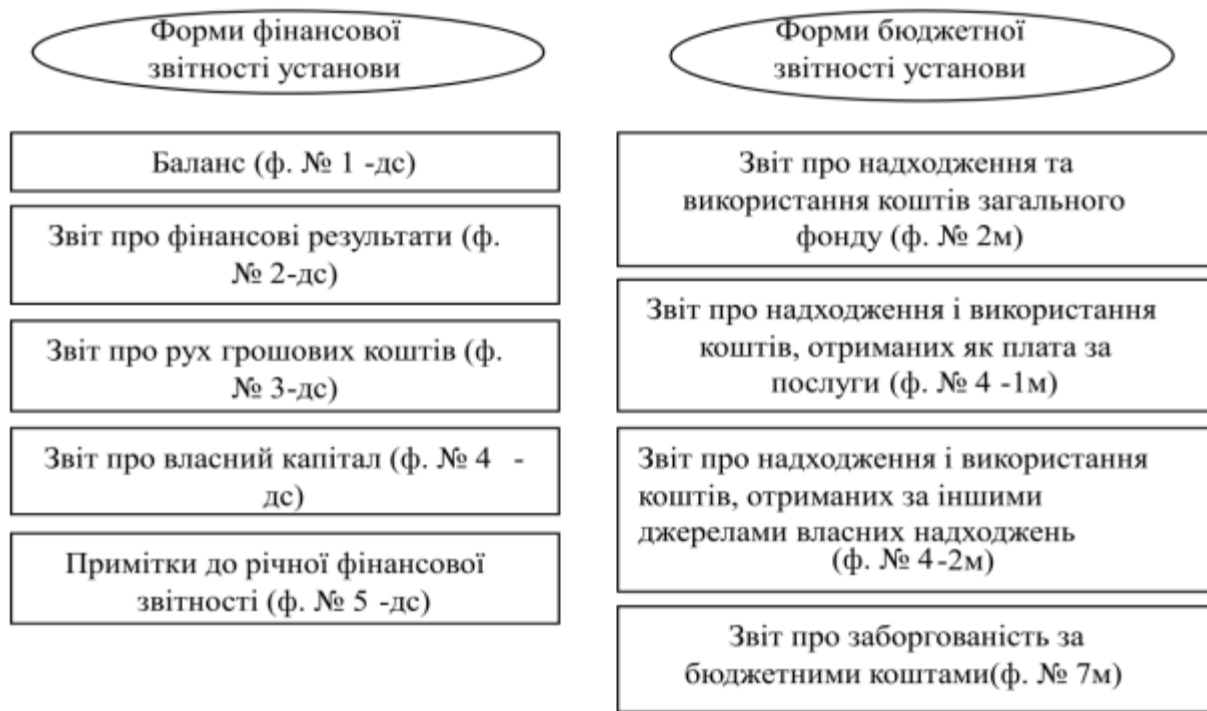 Форми фінансової
звітності установи
Баланс (ф. № 1 -дс)
Звіт про фінансові результати (ф.
№ 2-дс)
Звіт про рух грошових коштів (ф.
№ 3-дс)
Звіт про власний капітал (ф. № 4 -
дс)
Примітки до річної фінансової
звітності (ф. № 5 -дс)
Форми бюджетної
звітності установи
Звіт про надходження та
використання коштів загального
фонду (ф. № 2м)
Звіт про надходження і використання
коштів, отриманих як плата за
послуги (ф. № 4 -1м)
Звіт про надходження і використання
коштів, отриманих за іншими
джерелами власних надходжень
(ф. № 4-2м)
Звіт про заборгованість за
бюджетними коштами(ф. № 7м)